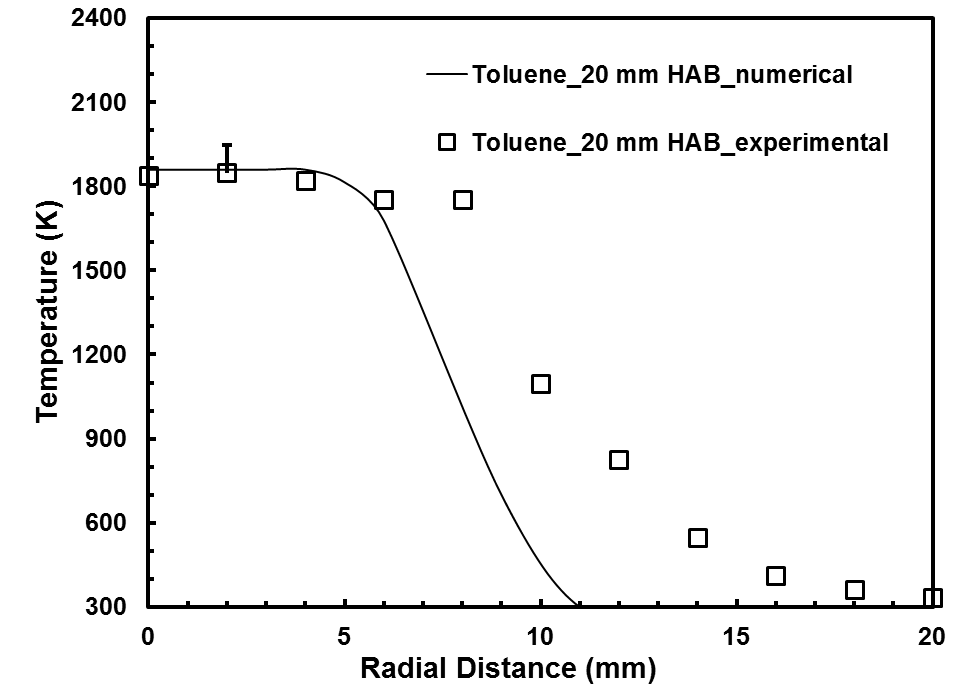 2400
2100
1800
1500
1200
900
600
300
Temperature (K)
Toluene_20 mm HAB_numerical
Toluene_20 mm HAB_experimental
0 5 10 15 20
Radial Distance (mm)